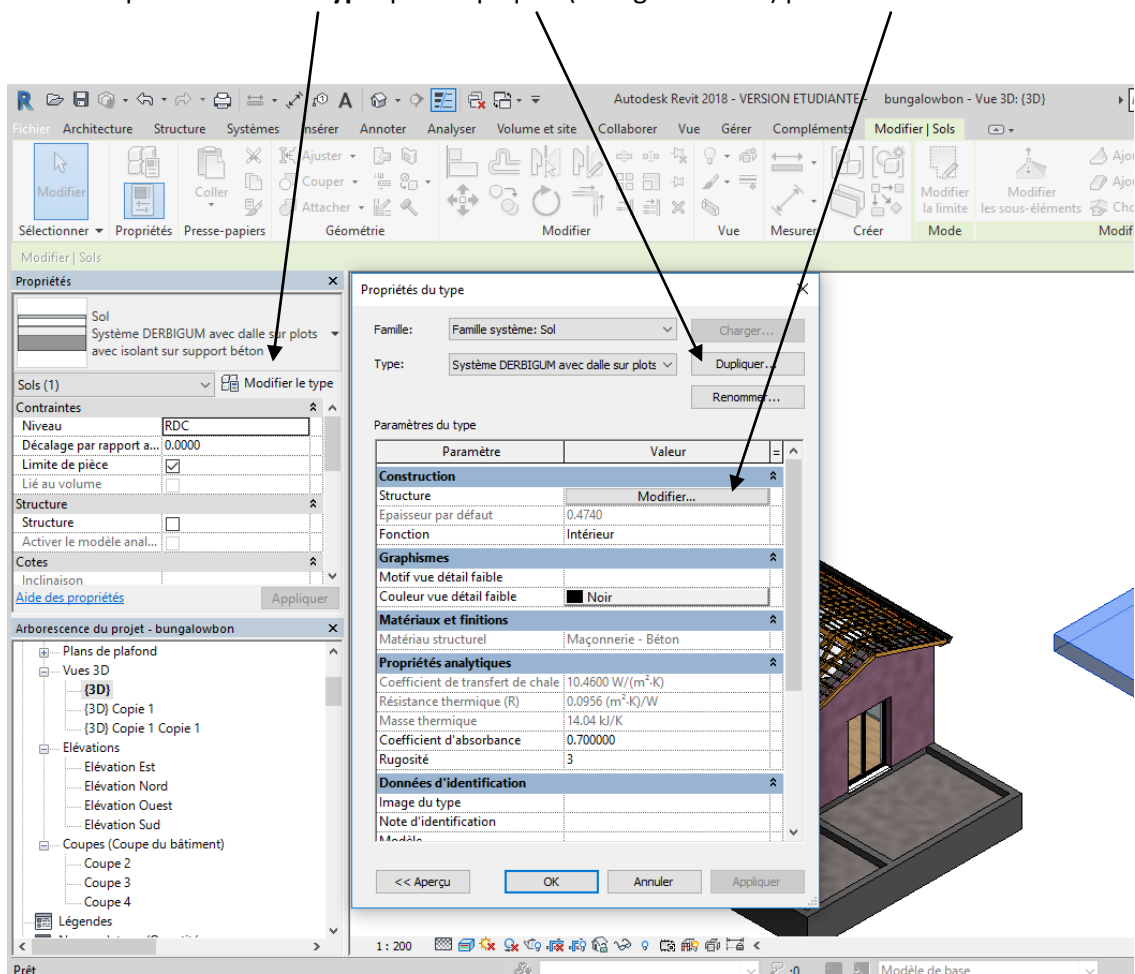 Autodesk Revit 2018 - VERSION ETUDIANTE - bungalowbon - Vue 3D: {3D}
Fichier Architecture Structure Systèmes Insérer Annoter Analyser Volume et site Collaborer Vue Gérer Compléments Modifier | Sols
Modifier
Coller
Ajuster
Couper
Attacher
Modifier la limite
Modifier les sous-éléments
Sélectionner Propriétés Presse-papiers Géométrie Modifier Vue Mesurer Créer Mode
Modifier | Sols
Propriétés
Sol
Système DERBIGUM avec dalle sur plots
avec isolant sur support béton
Sols (1) Modifier le type
Contraintes
Niveau RDC
Décalage par rapport a... 0.0000
Limite de pièce
Lié au volume
Structure
Structure
Activer le modèle anal...
Cotes
Inclinaison
Aide des propriétés Appliquer
Arborescence du projet - bungalowbon
Plans de plafond
Vues 3D
{3D}
{3D} Copie 1
{3D} Copie 1 Copie 1
Elévations
Elévation Est
Elévation Nord
Elévation Ouest
Elévation Sud
Coupes (Coupe du bâtiment)
Coupe 2
Coupe 3
Coupe 4
Légendes
Propriétés du type
Famille: Famille système: Sol Charger...
Type: Système DERBIGUM avec dalle sur plots Dupliquer...
Renommer...
Paramètres du type
Paramètre Valeur =
Construction
Structure Modifier...
Epaisseur par défaut 0.4740
Fonction Intérieur
Graphismes
Motif vue détail faible
Couleur vue détail faible Noir
Matériaux et finitions
Matériau structurel Maçonnerie - Béton
Propriétés analytiques
Coefficient de transfert de chale 10.4600 W/(m²·K)
Résistance thermique (R) 0.0956 (m²·K)/W
Masse thermique 14.04 kJ/K
Coefficient d'absorbance 0.700000
Rugosité 3
Données d'identification
Image du type
Note d'identification
Modèle
<< Aperçu OK Annuler Appliquer
1 : 200
Prêt :0 Modèle de base